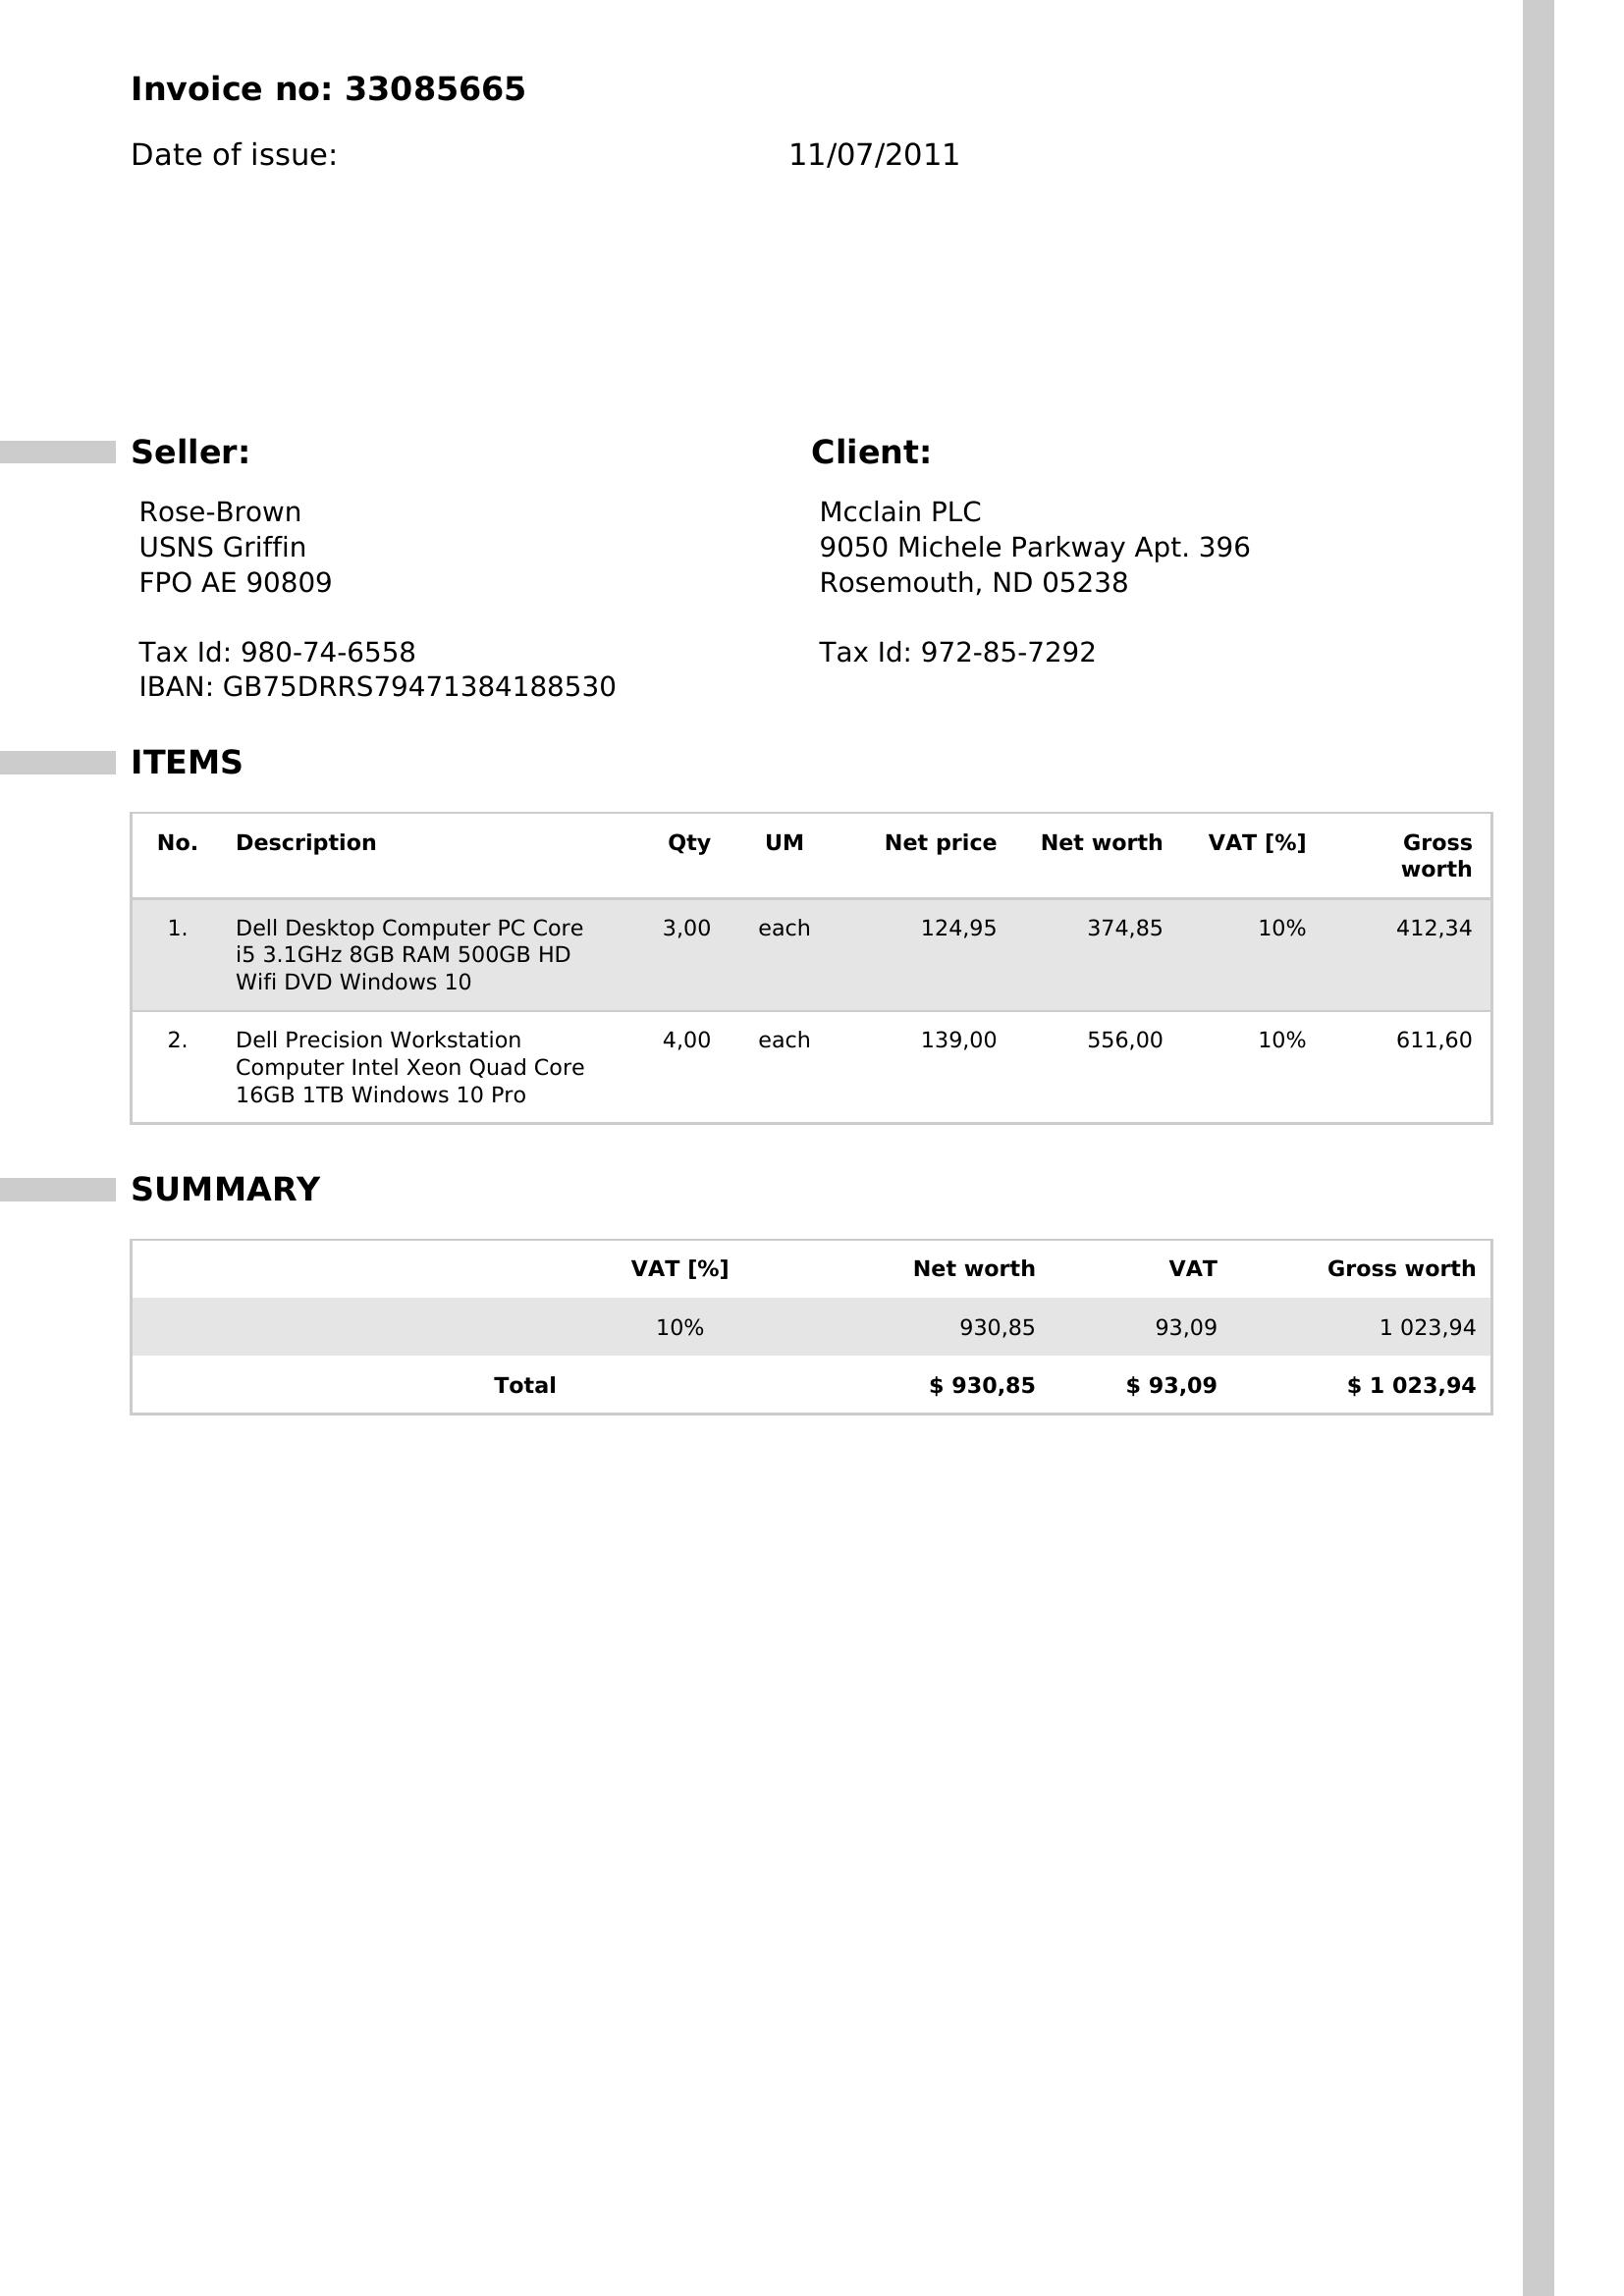 Invoice no: 33085665
Date of issue: 11/07/2011
Seller:
Rose-Brown
USNS Griffin
FPO AE 90809
Tax Id: 980-74-6558
IBAN: GB75DRRS79471384188530
Client:
Mcclain PLC
9050 Michele Parkway Apt. 396
Rosemouth, ND 05238
Tax Id: 972-85-7292
ITEMS
No. Description Qty UM Net price Net worth VAT [%] Gross
worth
1. Dell Desktop Computer PC Core 3,00 each 124,95 374,85 10% 412,34
i5 3.1GHz 8GB RAM 500GB HD
Wifi DVD Windows 10
2. Dell Precision Workstation 4,00 each 139,00 556,00 10% 611,60
Computer Intel Xeon Quad Core
16GB 1TB Windows 10 Pro
SUMMARY
VAT [%] Net worth VAT Gross worth
10% 930,85 93,09 1 023,94
Total $ 930,85 $ 93,09 $ 1 023,94